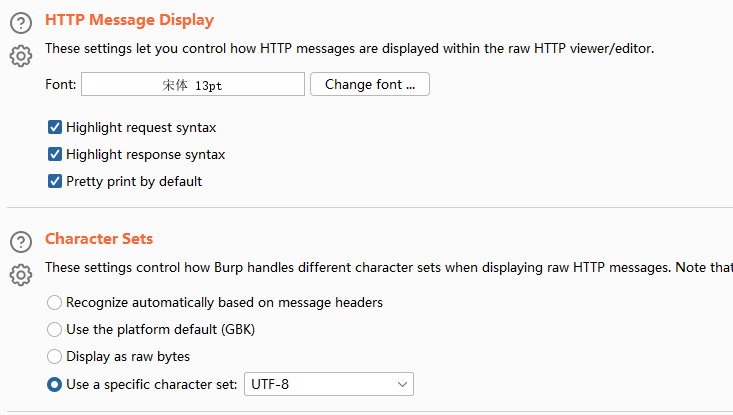 HTTP Message Display
These settings let you control how HTTP messages are displayed within the raw HTTP viewer/editor.
Font: 宋体 13pt Change font ...
Highlight request syntax
Highlight response syntax
Pretty print by default
Character Sets
These settings control how Burp handles different character sets when displaying raw HTTP messages. Note that
Recognize automatically based on message headers
Use the platform default (GBK)
Display as raw bytes
Use a specific character set: UTF-8